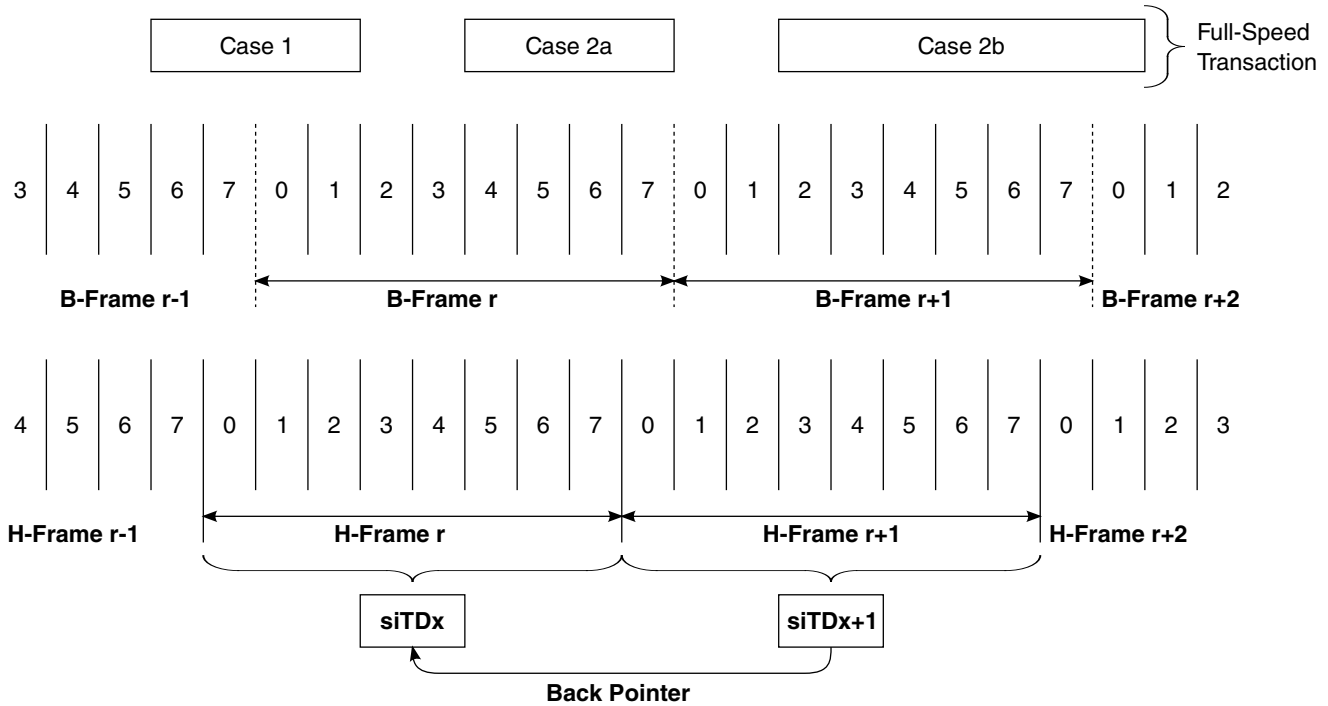 Case 1 Case 2a Case 2b
Full-Speed
Transaction
3 4 5 6 7 0 1 2 3 4 5 6 7 0 1 2 3 4 5 6 7 0 1 2
B-Frame r-1 B-Frame r B-Frame r+1 B-Frame r+2
4 5 6 7 0 1 2 3 4 5 6 7 0 1 2 3 4 5 6 7 0 1 2 3
H-Frame r-1 H-Frame r H-Frame r+1 H-Frame r+2
siTDx siTDx+1
Back Pointer